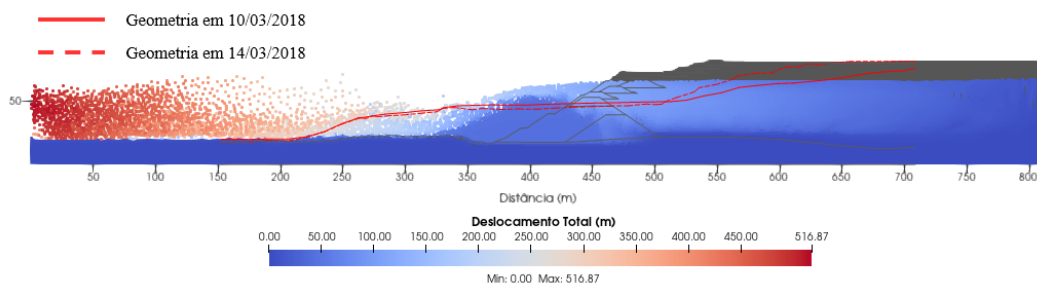 Geometria em 10/03/2018
Geometria em 14/03/2018
50
50 100 150 200 250 300 350 400 450 500 550 600 650 700 750 800
Distância (m)
Deslocamento Total (m)
0.00 50.00 100.00 150.00 200.00 250.00 300.00 350.00 400.00 450.00 516.87
Min: 0.00 Max: 516.87